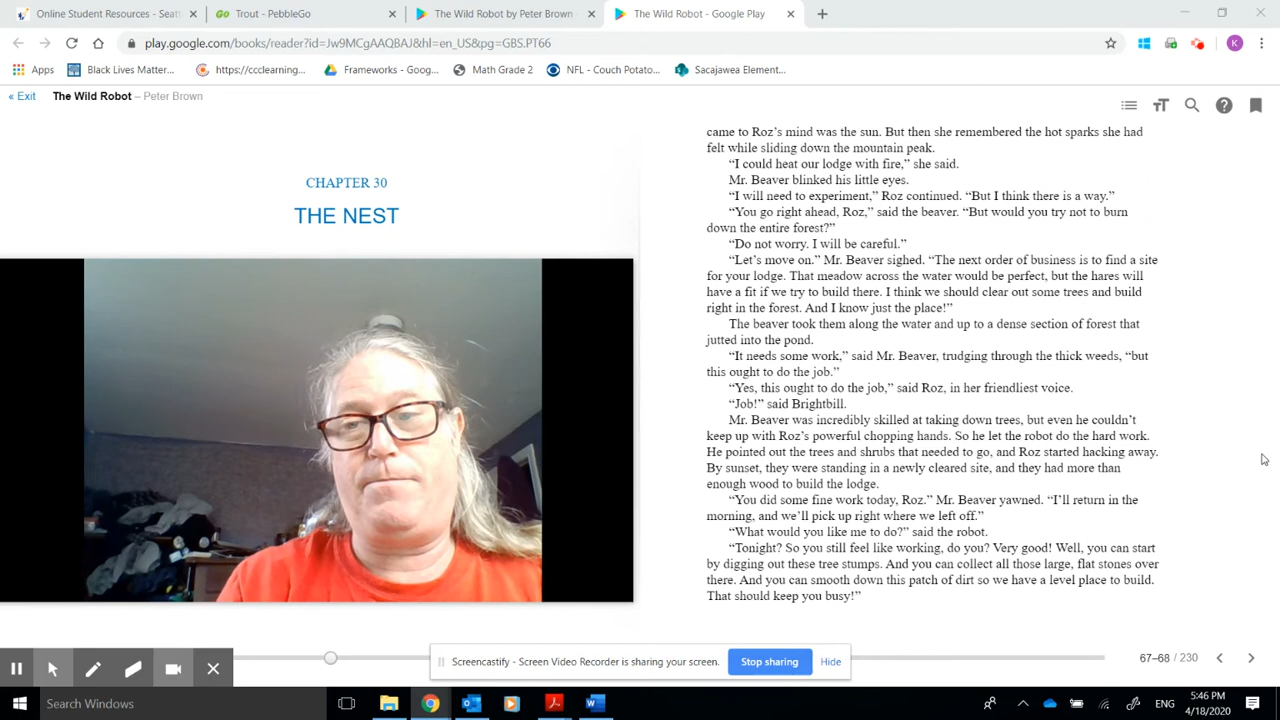 Online Student Resources - Seatt
Trout - PebbleGo
The Wild Robot by Peter Brown -
The Wild Robot - Google Play
play.google.com/books/reader?id=Jw9MCgAAQBAJ&hl=en_US&pg=GBS.PT66
K
Apps
Black Lives Matter...
https://ccclearning...
Frameworks - Goog...
Math Grade 2
NFL - Couch Potato...
Sacajawea Element...
« Exit
The Wild Robot – Peter Brown
CHAPTER 30
THE NEST
came to Roz’s mind was the sun. But then she remembered the hot sparks she had
felt while sliding down the mountain peak.
“I could heat our lodge with fire,” she said.
Mr. Beaver blinked his little eyes.
“I will need to experiment,” Roz continued. “But I think there is a way.”
“You go right ahead, Roz,” said the beaver. “But would you try not to burn
down the entire forest?”
“Do not worry. I will be careful.”
“Let’s move on.” Mr. Beaver sighed. “The next order of business is to find a site
for your lodge. That meadow across the water would be perfect, but the hares will
have a fit if we try to build there. I think we should clear out some trees and build
right in the forest. And I know just the place!”
The beaver took them along the water and up to a dense section of forest that
jutted into the pond.
“It needs some work,” said Mr. Beaver, trudging through the thick weeds, “but
this ought to do the job.”
“Yes, this ought to do the job,” said Roz, in her friendliest voice.
“Job!” said Brightbill.
Mr. Beaver was incredibly skilled at taking down trees, but even he couldn’t
keep up with Roz’s powerful chopping hands. So he let the robot do the hard work.
He pointed out the trees and shrubs that needed to go, and Roz started hacking away.
By sunset, they were standing in a newly cleared site, and they had more than
enough wood to build the lodge.
“You did some fine work today, Roz.” Mr. Beaver yawned. “I’ll return in the
morning, and we’ll pick up right where we left off.”
“What would you like me to do?” said the robot.
“Tonight? So you still feel like working, do you? Very good! Well, you can start
by digging out these tree stumps. And you can collect all those large, flat stones over
there. And you can smooth down this patch of dirt so we have a level place to build.
That should keep you busy!”
Screencastify - Screen Video Recorder is sharing your screen.
Stop sharing
Hide
67–68 / 230
Search Windows
ENG
5:46 PM
4/18/2020